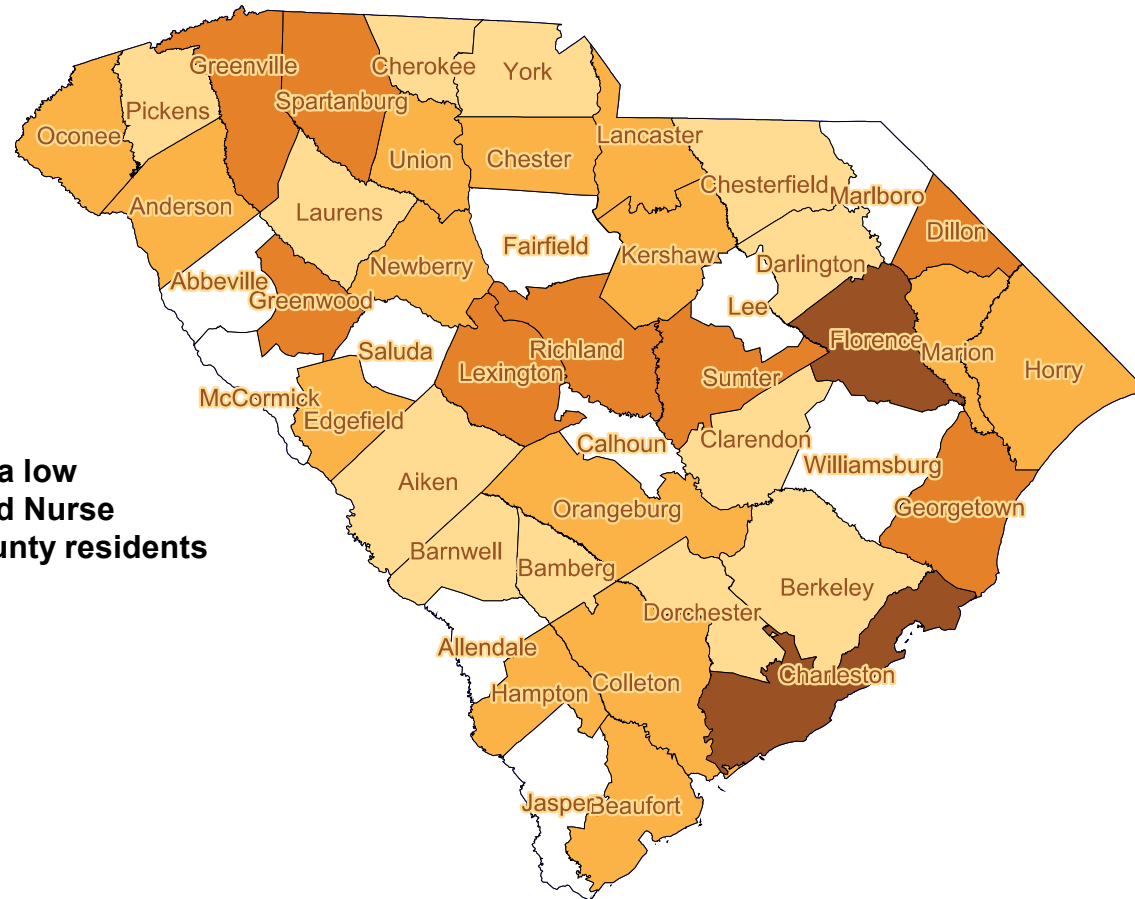 Greenville
Cherokee
York
Spartanburg
Pickens
Oconee
Union
Chester
Lancaster
Anderson
Laurens
Chesterfield
Marlboro
Dillon
Fairfield
Kershaw
Newberry
Darlington
Abbeville
Greenwood
Lee
Saluda
Richland
Lexington
Florence
Marion
Sumter
Horry
McCormick
Edgefield
Calhoun
Clarendon
Williamsburg
a low
d Nurse
unty residents
Aiken
Orangeburg
Georgetown
Barnwell
Bamberg
Berkeley
Dorchester
Allendale
Charleston
Hampton
Colleton
Jasper
Beaufort